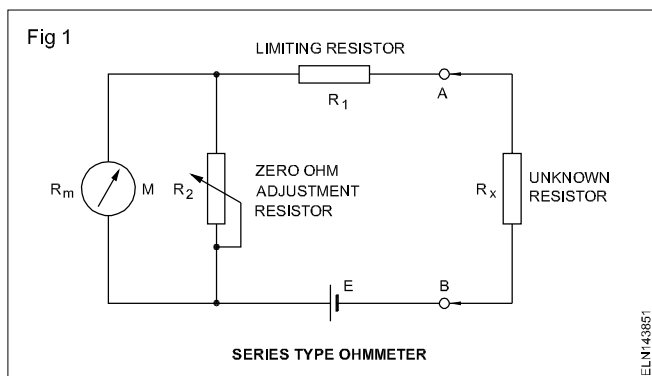 Fig 1
LIMITING RESISTOR
R1
A
Rm
M
R2
ZERO OHM
ADJUSTMENT
RESISTOR
Rx
UNKNOWN
RESISTOR
E
B
SERIES TYPE OHMMETER
ELN143851